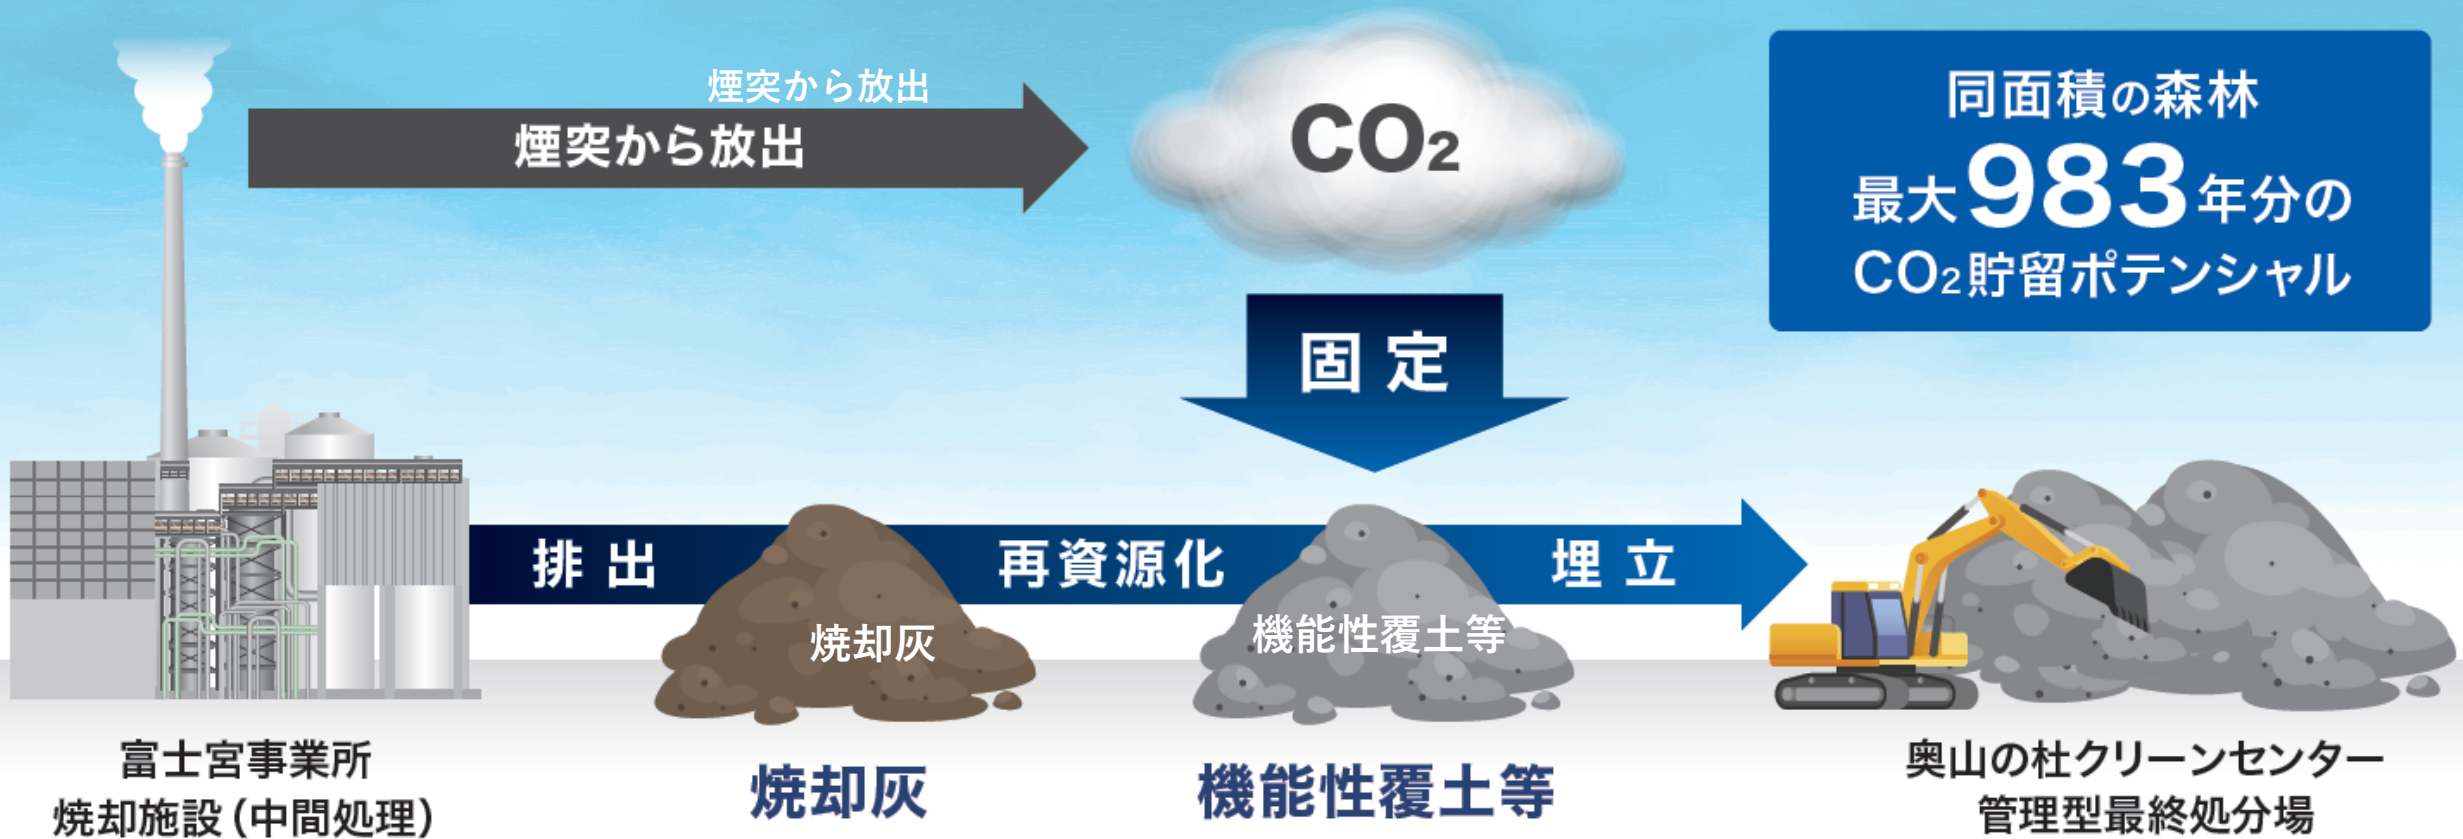 煙突から放出
煙突から放出
CO₂
同面積の森林
最大983年分の
CO₂貯留ポテンシャル
固定
排出
再資源化
埋立
焼却灰
機能性覆土等
富士宮事業所
焼却施設(中間処理)
焼却灰
機能性覆土等
奥山の杜クリーンセンター
管理型最終処分場